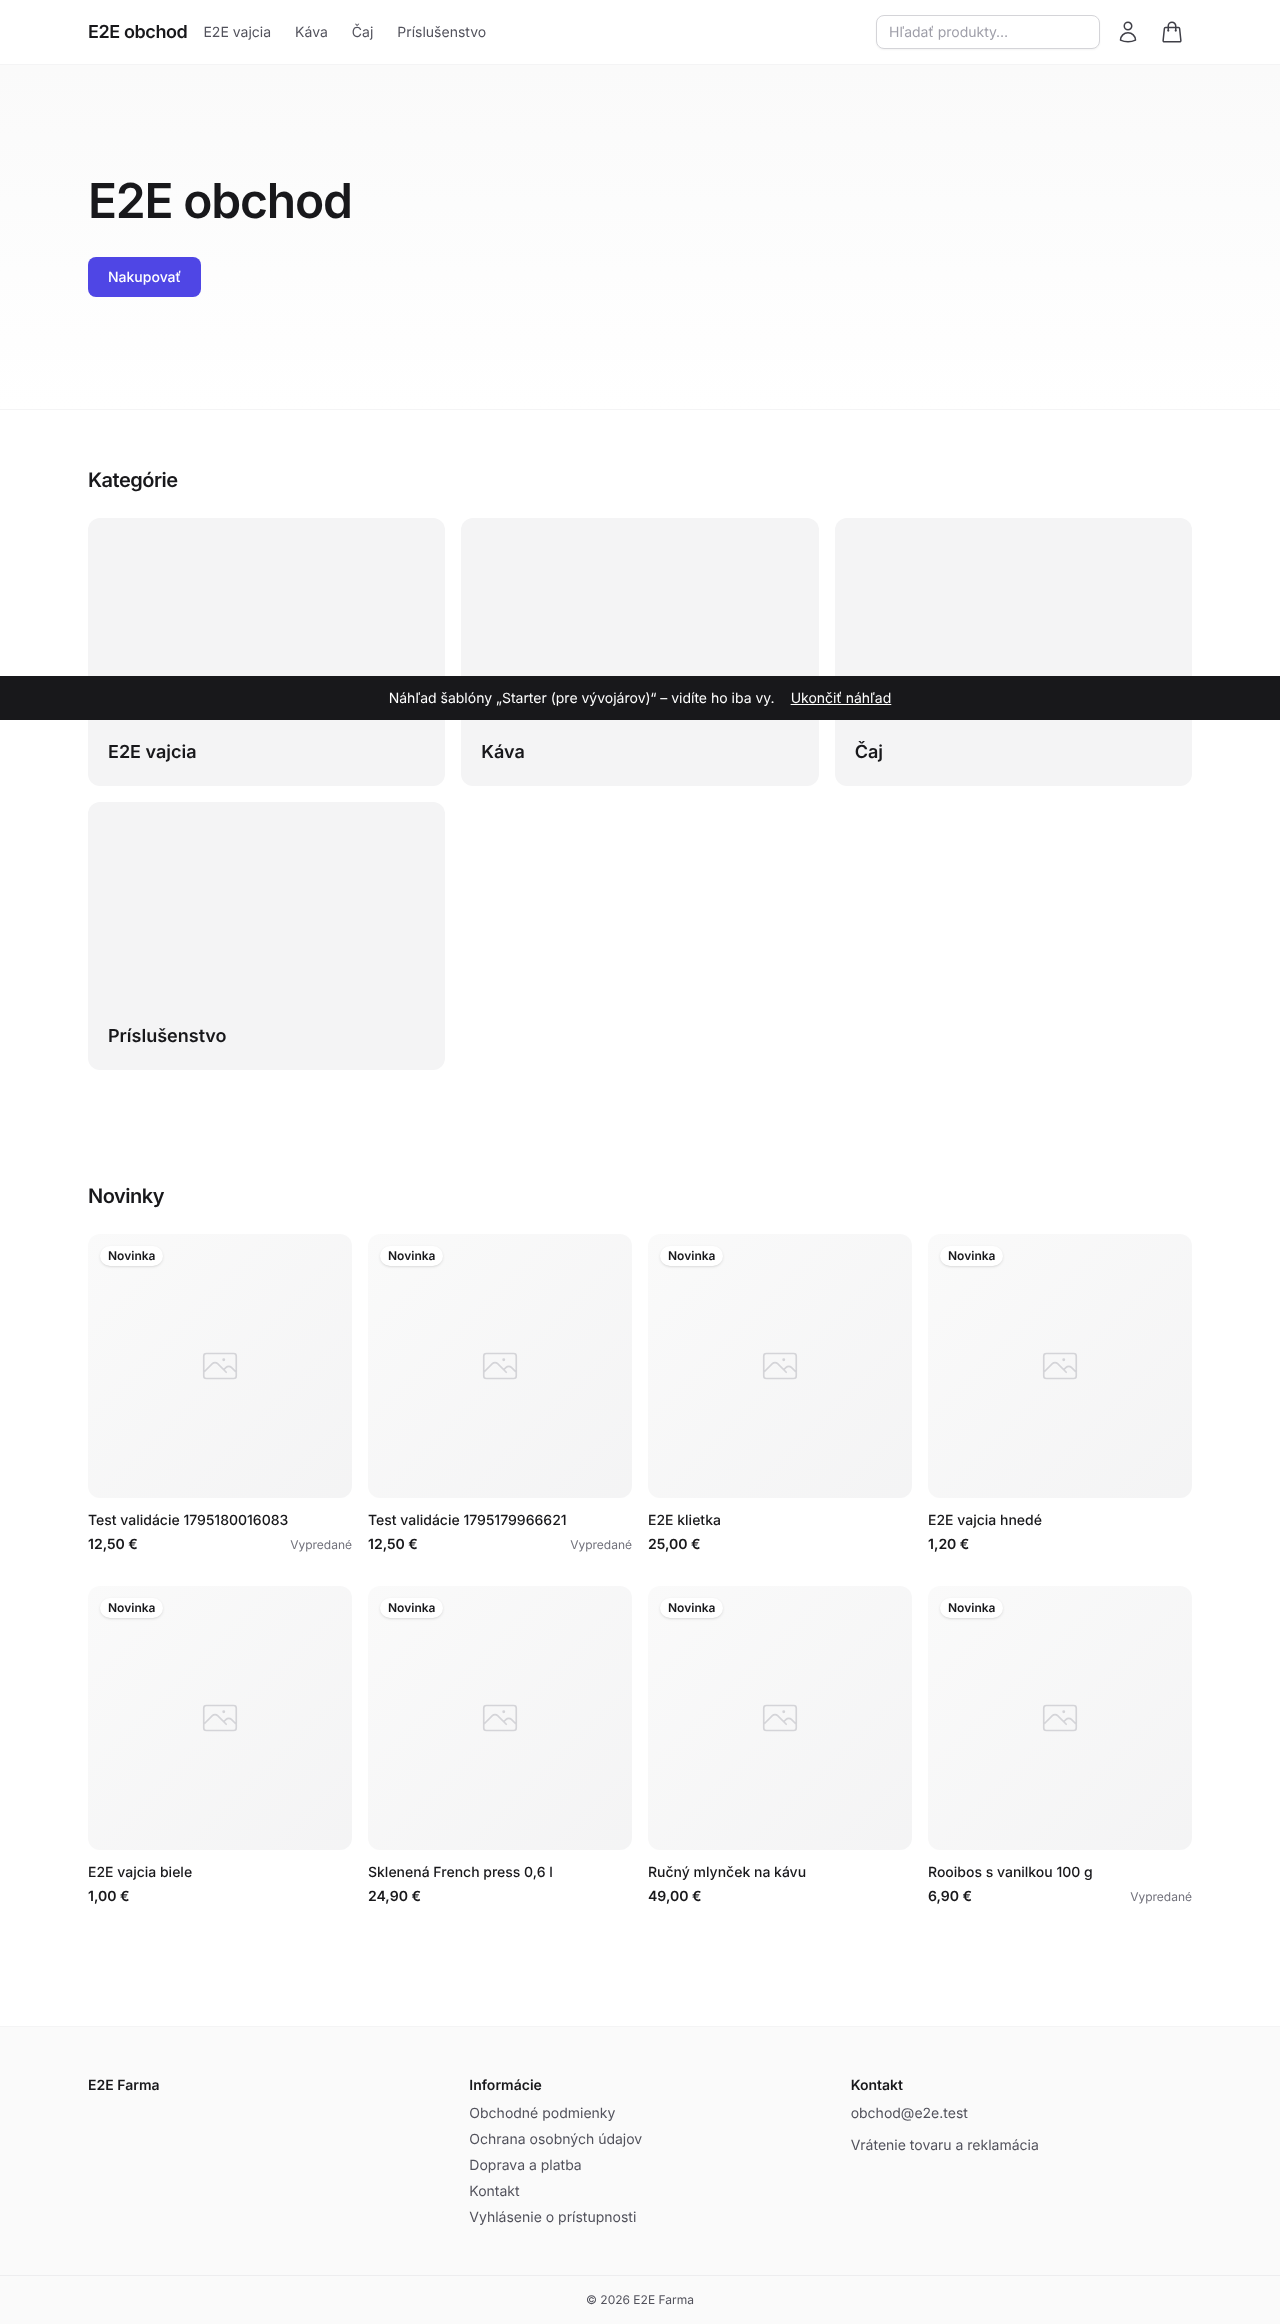 E2E obchod
E2E vajcia
Káva
Čaj
Príslušenstvo
Hľadať produkty...
E2E obchod
Nakupovať
Kategórie
Náhľad šablóny „Starter (pre vývojárov)“ – vidíte ho iba vy. Ukončiť náhľad
E2E vajcia
Káva
Čaj
Príslušenstvo
Novinky
Novinka
Novinka
Novinka
Novinka
Test validácie 1795180016083
12,50 €
Vypredané
Test validácie 1795179966621
12,50 €
Vypredané
E2E klietka
25,00 €
E2E vajcia hnedé
1,20 €
Novinka
Novinka
Novinka
Novinka
E2E vajcia biele
1,00 €
Sklenená French press 0,6 l
24,90 €
Ručný mlynček na kávu
49,00 €
Rooibos s vanilkou 100 g
6,90 €
Vypredané
E2E Farma
Informácie
Obchodné podmienky
Ochrana osobných údajov
Doprava a platba
Kontakt
Vyhlásenie o prístupnosti
Kontakt
obchod@e2e.test
Vrátenie tovaru a reklamácia
© 2026 E2E Farma